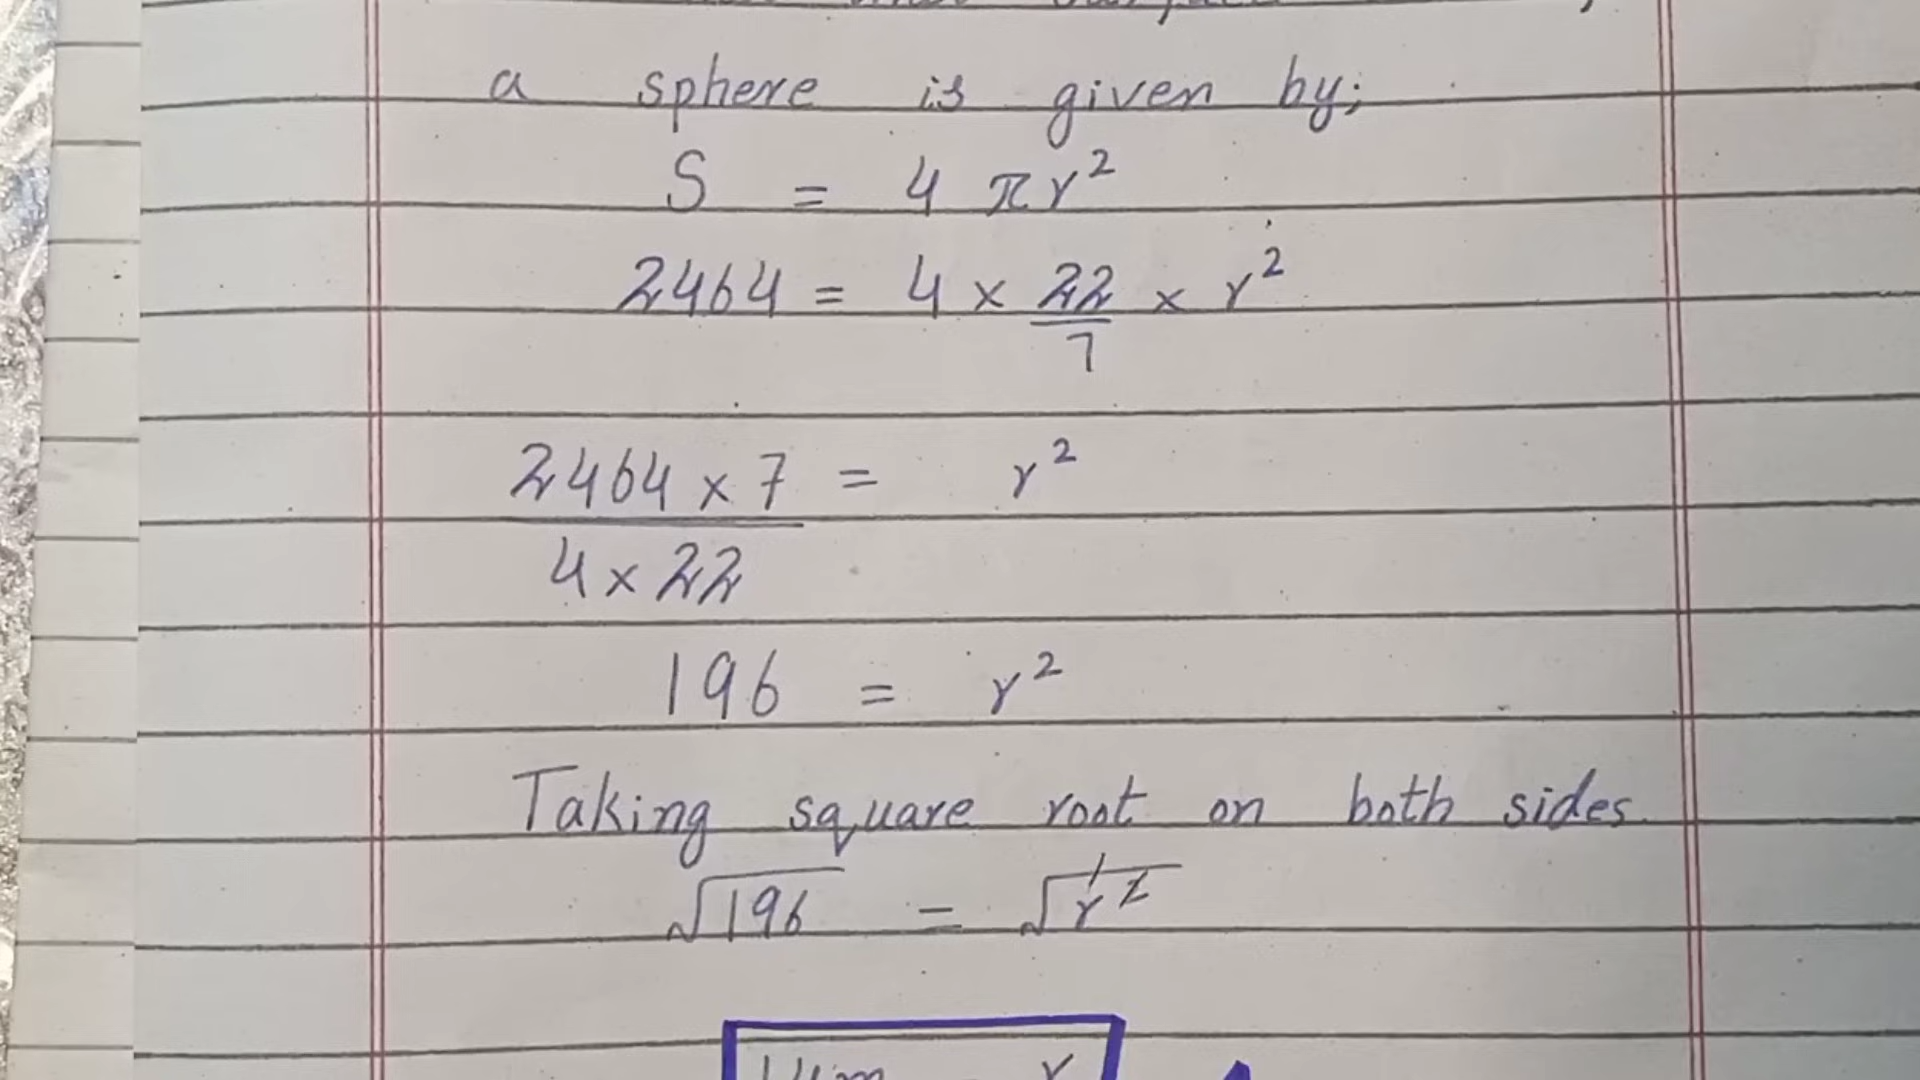 a sphere is given by;
S = 4 πr²
2464 = 4 × 22/7 × r²
2464 × 7 / 4 × 22 = r²
196 = r²
Taking square root on both sides
√196 = √r²